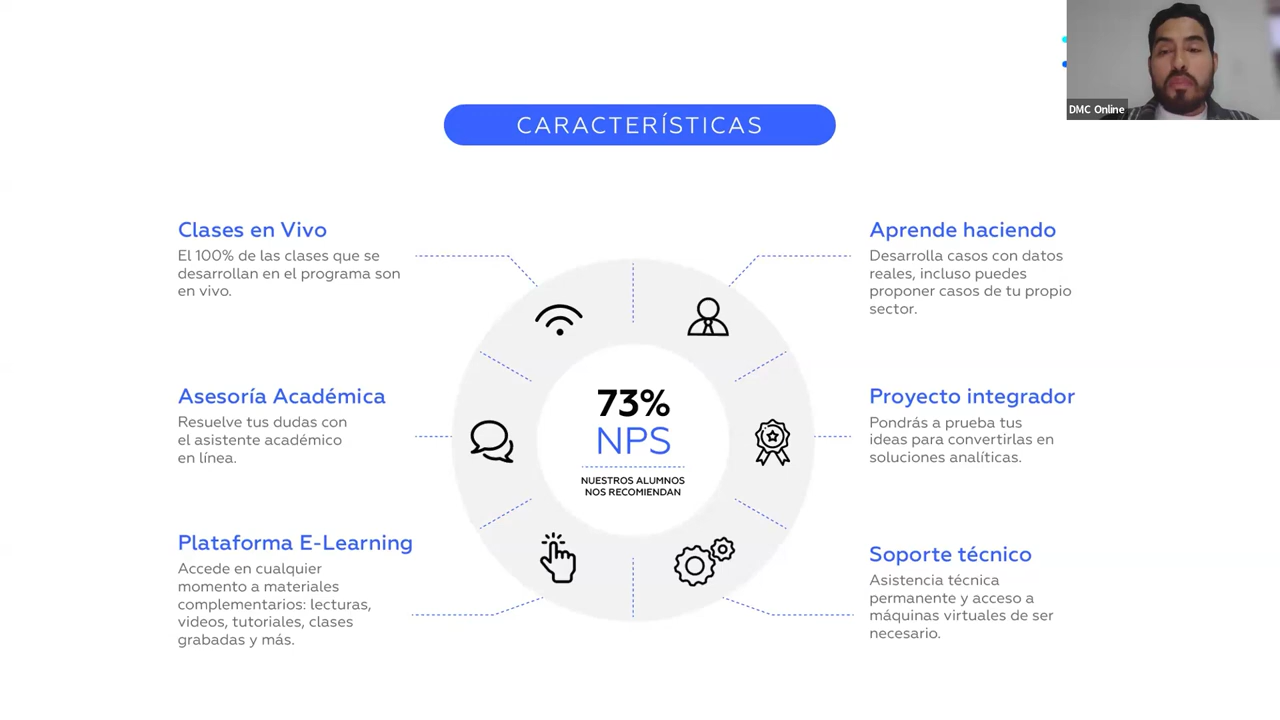 DMC Online
CARACTERÍSTICAS
Clases en Vivo
El 100% de las clases que se
desarrollan en el programa son
en vivo.
Aprende haciendo
Desarrolla casos con datos
reales, incluso puedes
proponer casos de tu propio
sector.
Asesoría Académica
Resuelve tus dudas con
el asistente académico
en línea.
73%
NPS
NUESTROS ALUMNOS
NOS RECOMIENDAN
Proyecto integrador
Pondrás a prueba tus
ideas para convertirlas en
soluciones analíticas.
Plataforma E-Learning
Accede en cualquier
momento a materiales
complementarios: lecturas,
videos, tutoriales, clases
grabadas y más.
Soporte técnico
Asistencia técnica
permanente y acceso a
máquinas virtuales de ser
necesario.